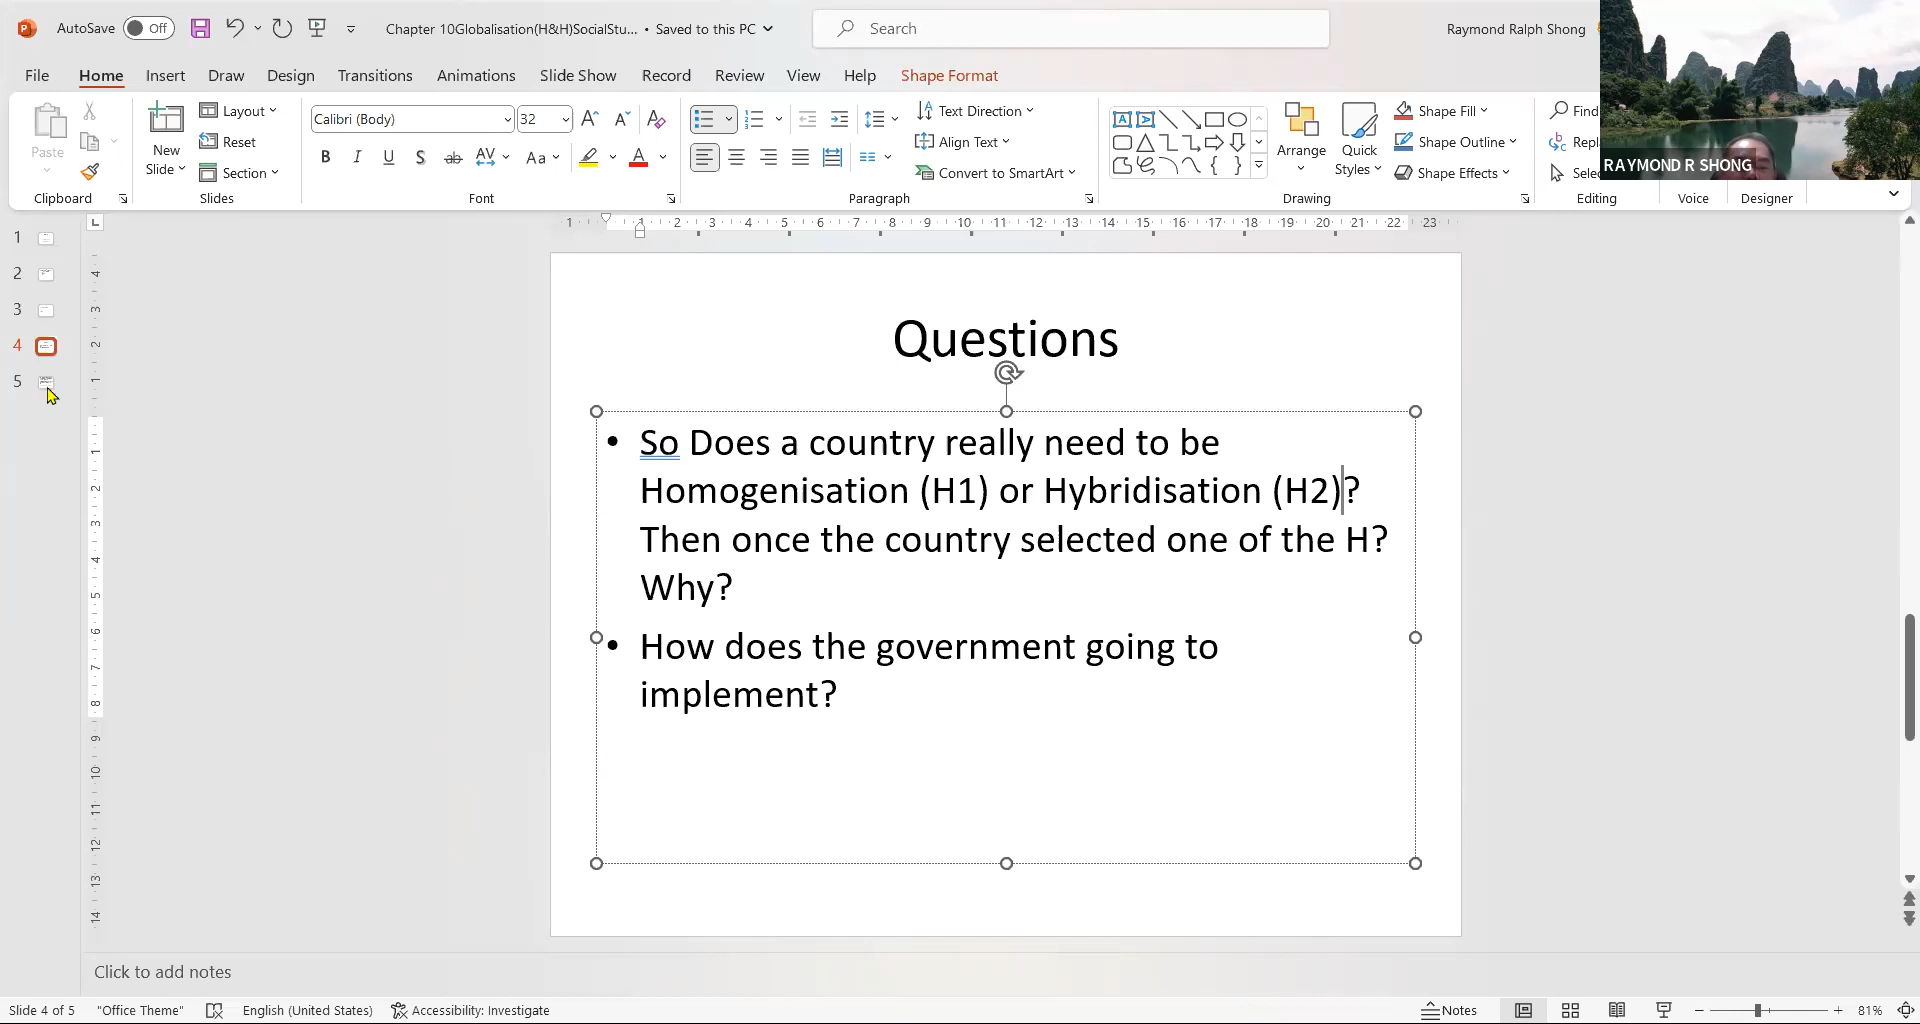 AutoSave Off
Chapter 10Globalisation(H&H)SocialStu... • Saved to this PC
Search
Raymond Ralph Shong
File Home Insert Draw Design Transitions Animations Slide Show Record Review View Help Shape Format
Paste
Clipboard
New
Slide
Layout
Reset
Section
Slides
Calibri (Body) 32
Font
Text Direction
Align Text
Convert to SmartArt
Paragraph
Arrange
Quick
Styles
Shape Fill
Shape Outline
Shape Effects
Drawing
Editing
Voice
Designer
RAYMOND R SHONG
1
2
3
4
5
Questions
• So Does a country really need to be
Homogenisation (H1) or Hybridisation (H2)?
Then once the country selected one of the H?
Why?
• How does the government going to
implement?
Click to add notes
Slide 4 of 5 "Office Theme" English (United States) Accessibility: Investigate Notes 81%